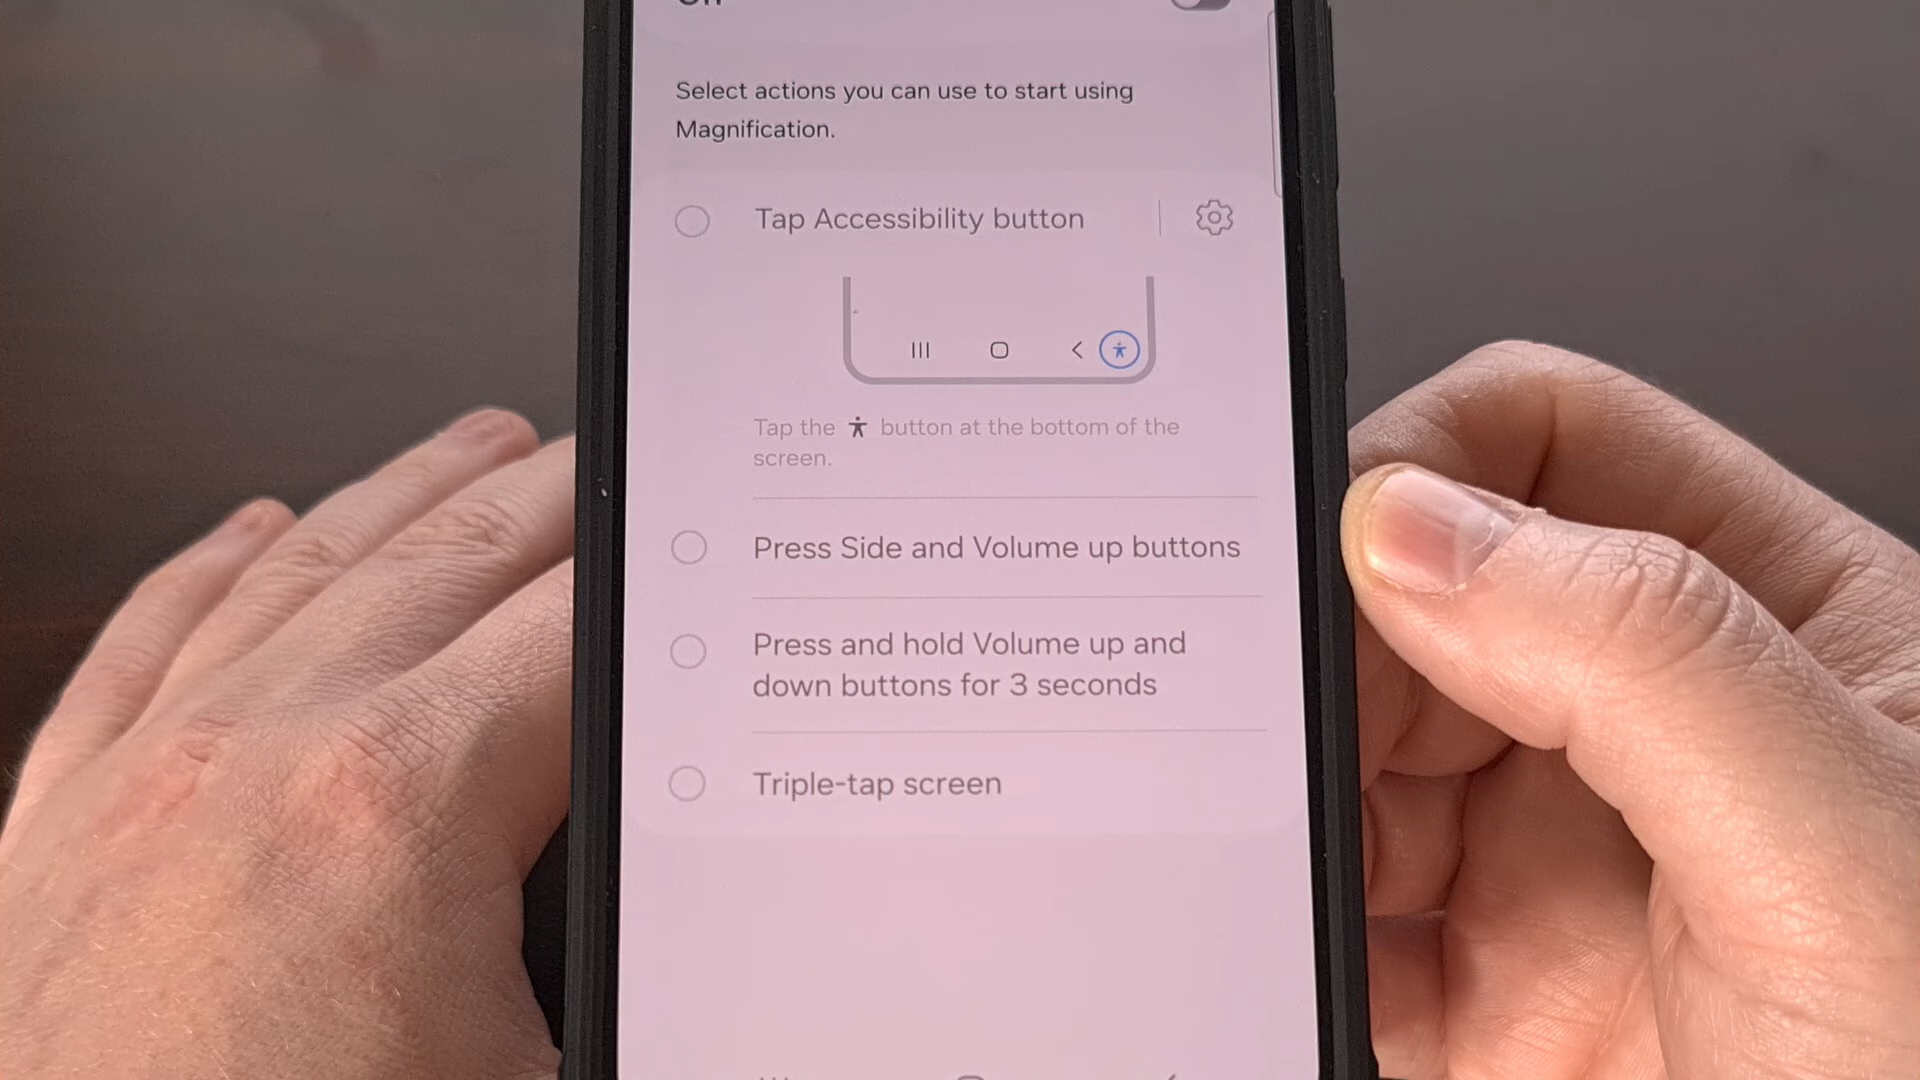 Off
Select actions you can use to start using
Magnification.
Tap Accessibility button
Tap the button at the bottom of the
screen.
Press Side and Volume up buttons
Press and hold Volume up and
down buttons for 3 seconds
Triple-tap screen